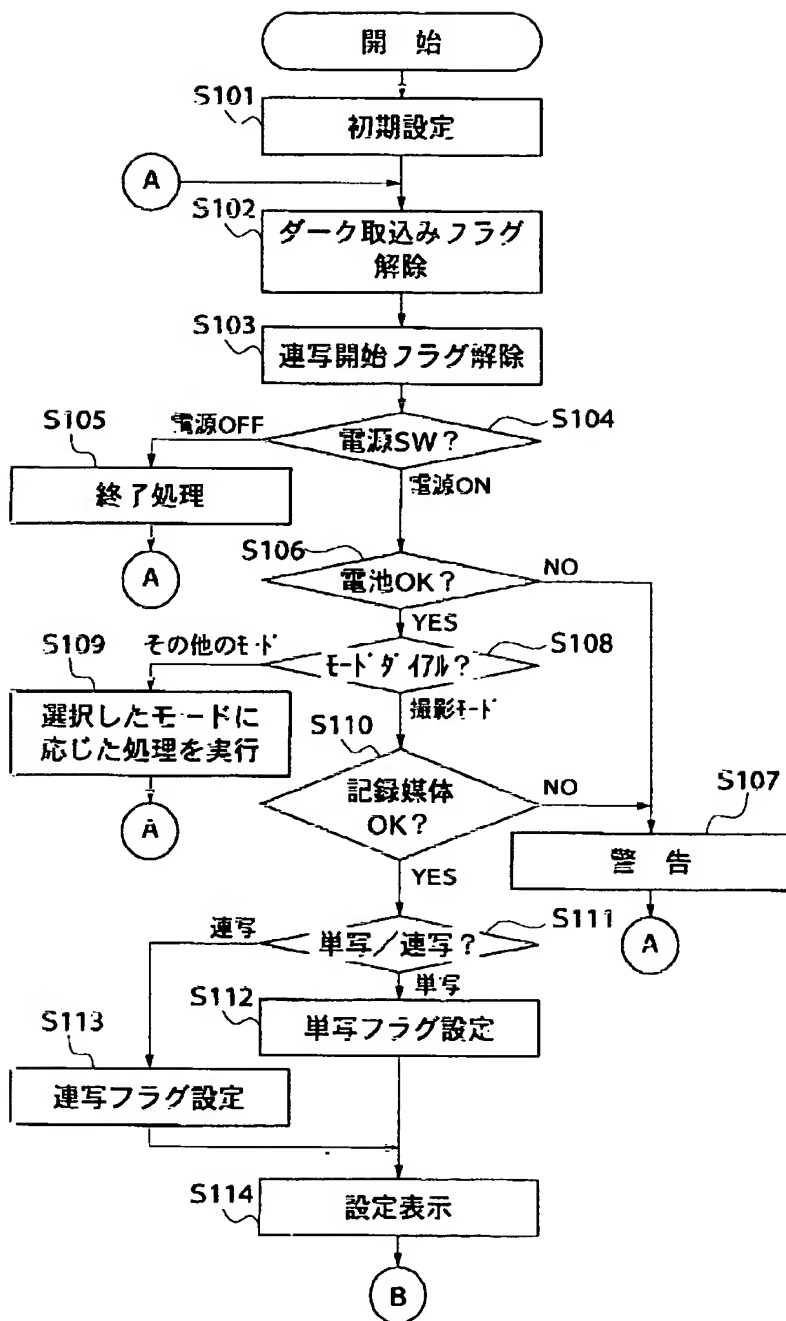 開 始
S101
初期設定
A
S102
ダーク取込みフラグ
解除
S103
連写開始フラグ解除
S104
電源SW？
電源OFF
S105
終了処理
A
電源ON
S106
電池OK？
NO
YES
S108
モードダイアル？
その他のモード
S109
選択したモードに
応じた処理を実行
A
撮影モード
S110
記録媒体
OK？
NO
S107
警 告
A
YES
S111
単写／連写？
連写
単写
S112
単写フラグ設定
S113
連写フラグ設定
S114
設定表示
B